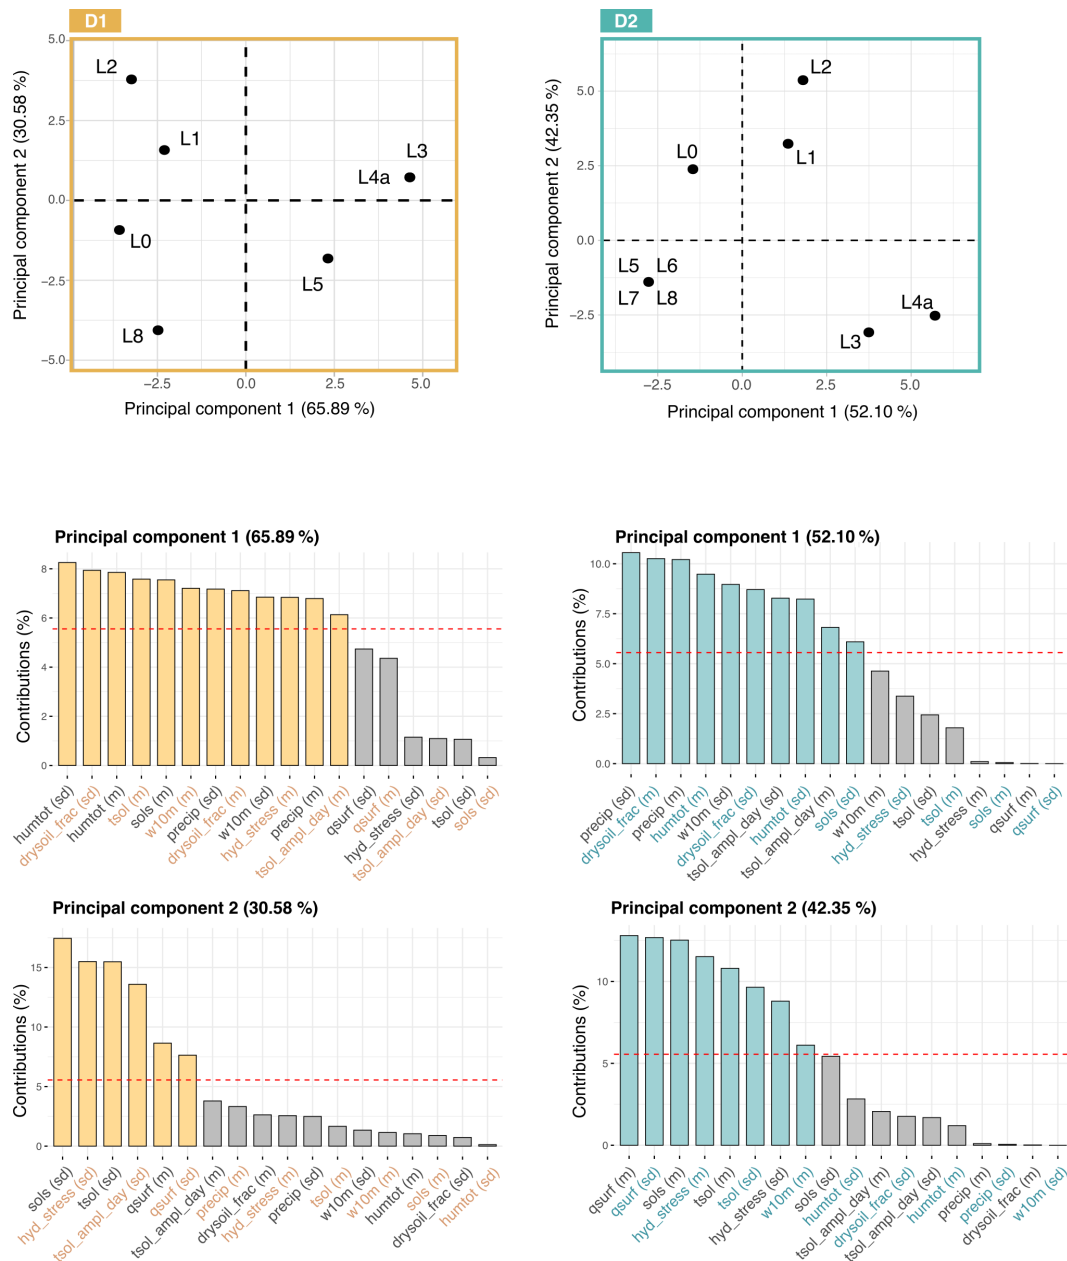 D1
5.0
2.5
0.0
−2.5
−5.0
Principal component 2 (30.58 %)
L2
L1
L3
L4a
L0
L5
L8
−2.5
0.0
2.5
5.0
Principal component 1 (65.89 %)
D2
5.0
2.5
0.0
−2.5
Principal component 2 (42.35 %)
L2
L0
L1
L5 L6
L7 L8
L4a
L3
−2.5
0.0
2.5
5.0
Principal component 1 (52.10 %)
Principal component 1 (65.89 %)
Contributions (%)
8
6
4
2
0
humtot (sd)
drysoil_frac (sd)
humtot (m)
tsol (m)
sols (m)
w10m (m)
precip (sd)
drysoil_frac (m)
w10m (sd)
hyd_stress (m)
precip (m)
tsol_ampl_day (m)
qsurf (sd)
qsurf (m)
hyd_stress (sd)
tsol_ampl_day (sd)
tsol (sd)
sols (sd)
Principal component 1 (52.10 %)
Contributions (%)
10.0
7.5
5.0
2.5
0.0
precip (sd)
drysoil_frac (m)
precip (m)
humtot (m)
w10m (sd)
drysoil_frac (sd)
tsol_ampl_day (sd)
humtot (sd)
tsol_ampl_day (m)
sols (sd)
w10m (m)
hyd_stress (sd)
tsol (sd)
tsol (m)
hyd_stress (m)
sols (m)
qsurf (m)
qsurf (sd)
Principal component 2 (30.58 %)
Contributions (%)
15
10
5
0
sols (sd)
hyd_stress (sd)
tsol (sd)
tsol_ampl_day (sd)
qsurf (m)
qsurf (sd)
tsol_ampl_day (m)
precip (m)
drysoil_frac (m)
hyd_stress (m)
precip (sd)
tsol (m)
w10m (sd)
w10m (m)
humtot (m)
sols (m)
drysoil_frac (sd)
humtot (sd)
Principal component 2 (42.35 %)
Contributions (%)
10
5
0
qsurf (m)
qsurf (sd)
sols (m)
hyd_stress (m)
tsol (m)
tsol (sd)
hyd_stress (sd)
w10m (m)
sols (sd)
humtot (sd)
tsol_ampl_day (m)
drysoil_frac (sd)
tsol_ampl_day (sd)
humtot (m)
precip (m)
precip (sd)
drysoil_frac (m)
w10m (sd)